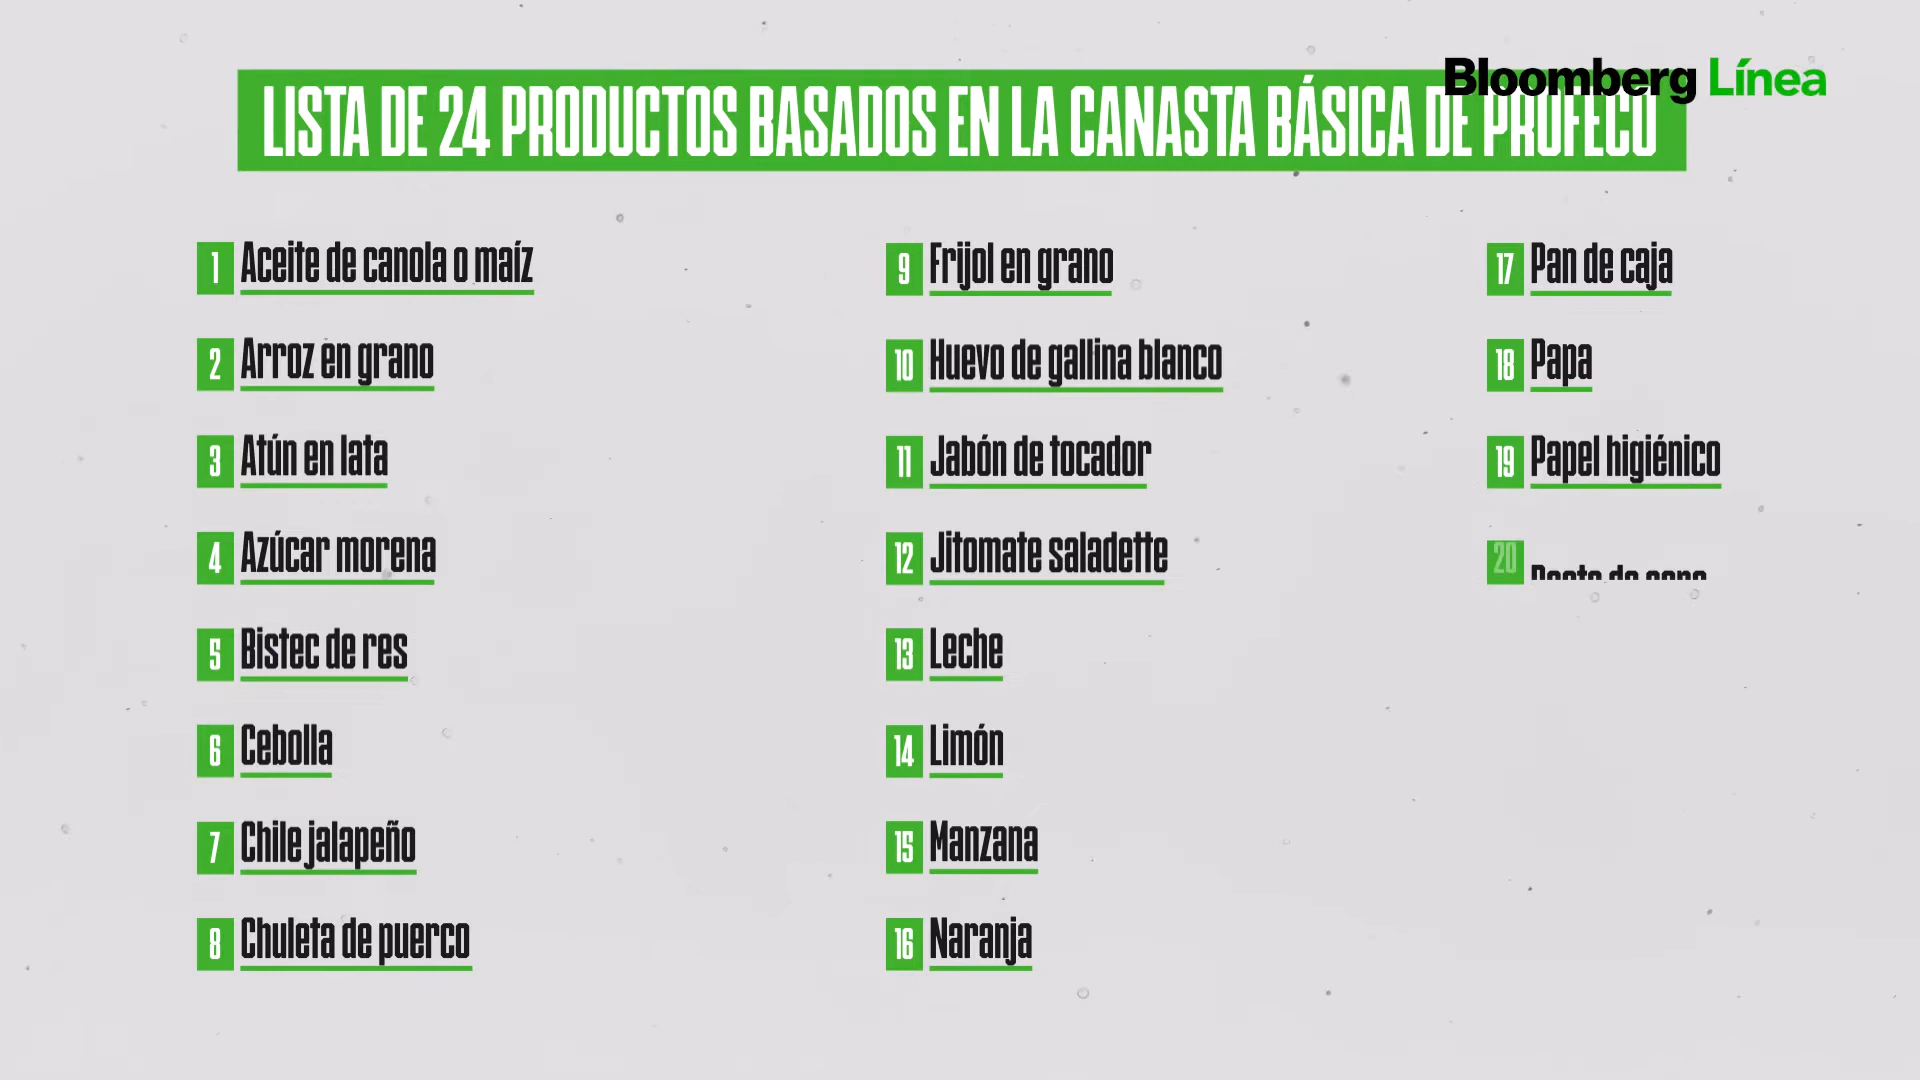 Bloomberg Línea
LISTA DE 24 PRODUCTOS BASADOS EN LA CANASTA BÁSICA DE PROFECO
1 Aceite de canola o maíz
2 Arroz en grano
3 Atún en lata
4 Azúcar morena
5 Bistec de res
6 Cebolla
7 Chile jalapeño
8 Chuleta de puerco
9 Frijol en grano
10 Huevo de gallina blanco
11 Jabón de tocador
12 Jitomate saladette
13 Leche
14 Limón
15 Manzana
16 Naranja
17 Pan de caja
18 Papa
19 Papel higiénico
20